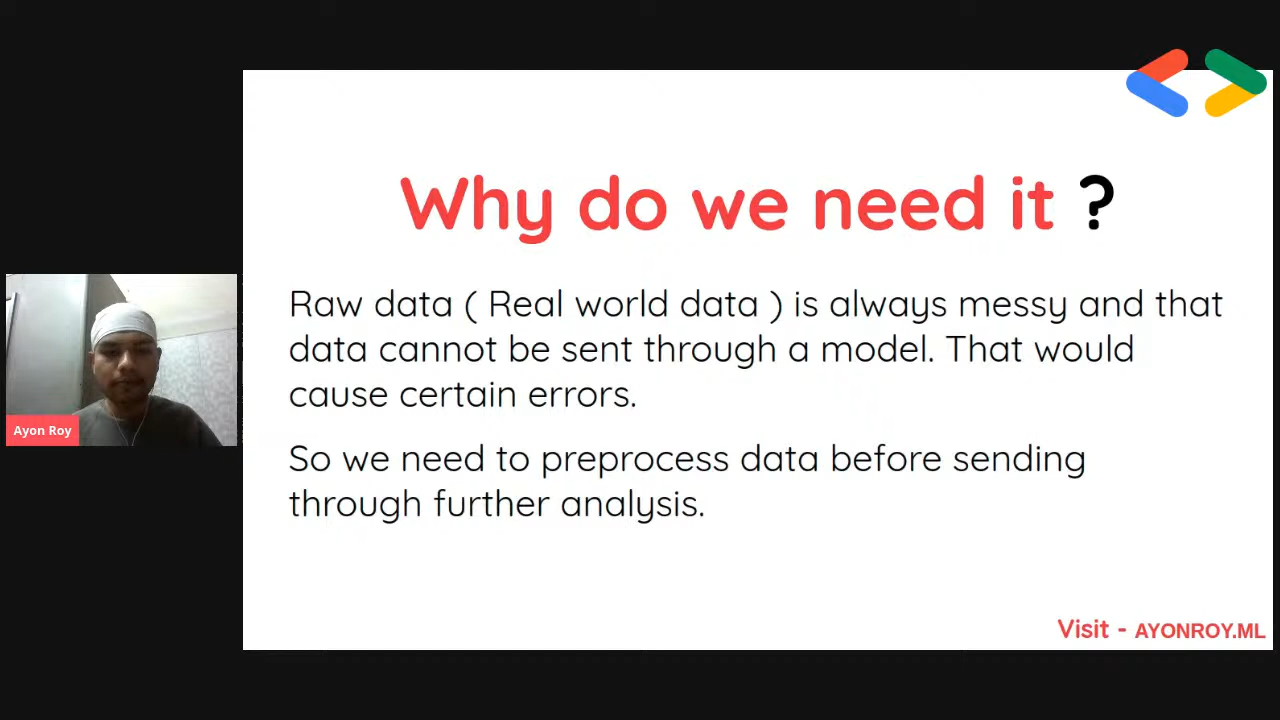 Why do we need it ?
Raw data ( Real world data ) is always messy and that
data cannot be sent through a model. That would
cause certain errors.
So we need to preprocess data before sending
through further analysis.
Ayon Roy
Visit - AYONROY.ML